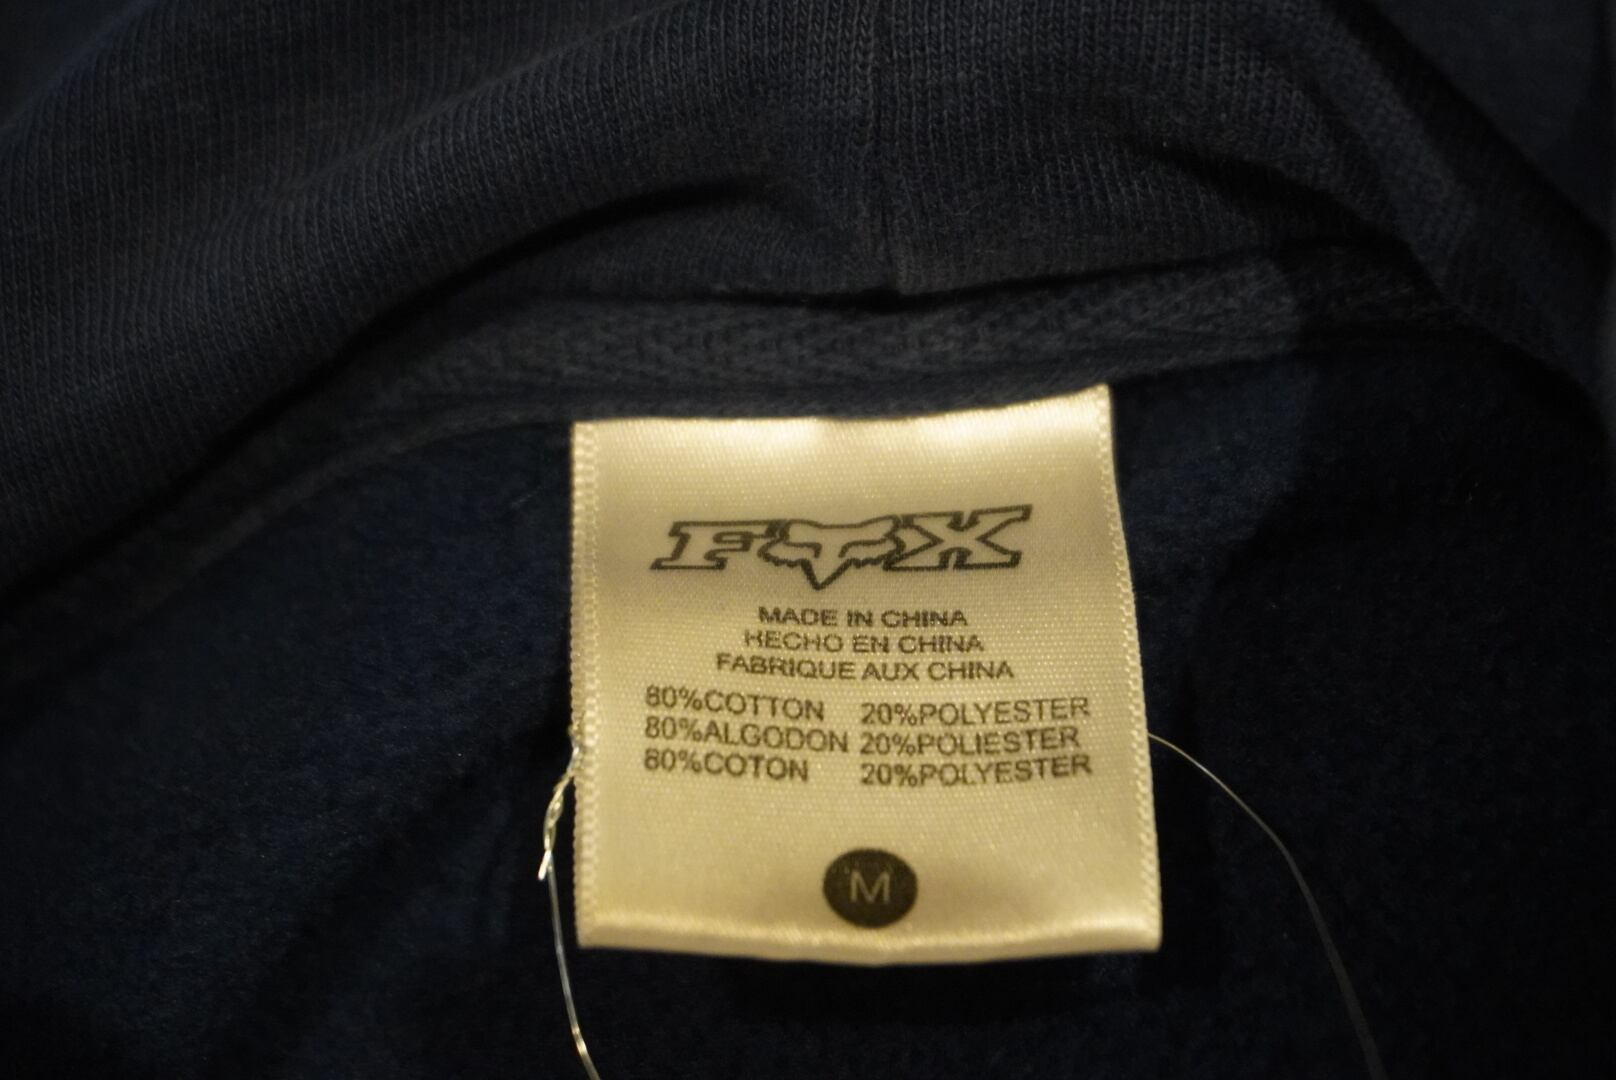 FOX
MADE IN CHINA
HECHO EN CHINA
FABRIQUE AUX CHINA
80%COTTON 20%POLYESTER
80%ALGODON 20%POLIESTER
80%COTON 20%POLYESTER
M